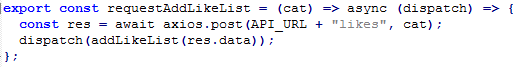 export const requestAddLikeList = (cat) => async (dispatch) => {
  const res = await axios.post(API_URL + "likes", cat);
  dispatch(addLikeList(res.data));
};